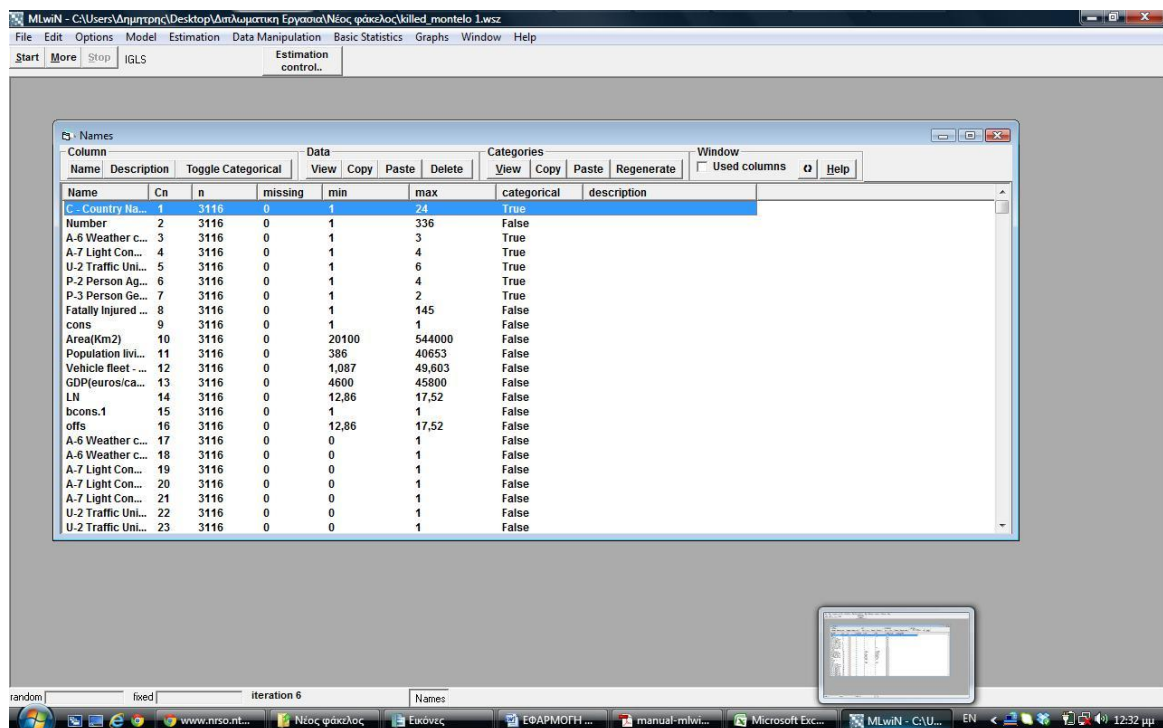 MLwiN - C:\Users\Δημητρης\Desktop\Διπλωματικη Εργασια\Νέος φάκελος\killed_montelo 1.wsz
File Edit Options Model Estimation Data Manipulation Basic Statistics Graphs Window Help
Start More Stop IGLS Estimation control..
Names
Column Data Categories Window
Name Description Toggle Categorical View Copy Paste Delete View Copy Paste Regenerate Used columns Help
Name Cn n missing min max categorical description
C - Country Na... 1 3116 0 1 24 True
Number 2 3116 0 1 336 False
A-6 Weather c... 3 3116 0 1 3 True
A-7 Light Con... 4 3116 0 1 4 True
U-2 Traffic Uni... 5 3116 0 1 6 True
P-2 Person Ag... 6 3116 0 1 4 True
P-3 Person Ge... 7 3116 0 1 2 True
Fatally Injured ... 8 3116 0 1 145 False
cons 9 3116 0 1 1 False
Area(Km2) 10 3116 0 20100 544000 False
Population livi... 11 3116 0 386 40653 False
Vehicle fleet - ... 12 3116 0 1,087 49,603 False
GDP(euros/ca... 13 3116 0 4600 45800 False
LN 14 3116 0 12,86 17,52 False
bcons.1 15 3116 0 1 1 False
offs 16 3116 0 12,86 17,52 False
A-6 Weather c... 17 3116 0 0 1 False
A-6 Weather c... 18 3116 0 0 1 False
A-7 Light Con... 19 3116 0 0 1 False
A-7 Light Con... 20 3116 0 0 1 False
A-7 Light Con... 21 3116 0 0 1 False
U-2 Traffic Uni... 22 3116 0 0 1 False
U-2 Traffic Uni... 23 3116 0 0 1 False
random fixed iteration 6 Names
www.nrso.nt... Νέος φάκελος Εικόνες ΕΦΑΡΜΟΓΗ ... manual-mlwi... Microsoft Exc... MLwiN - C:\U... EN 12:32 μμ